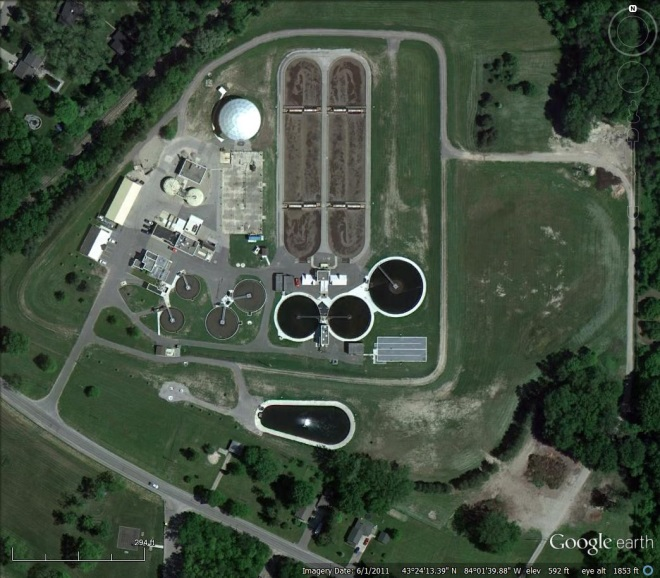 N
Google earth
294 ft
Imagery Date: 6/1/2011 43°24'13.39" N 84°01'39.88" W elev 592 ft eye alt 1853 ft